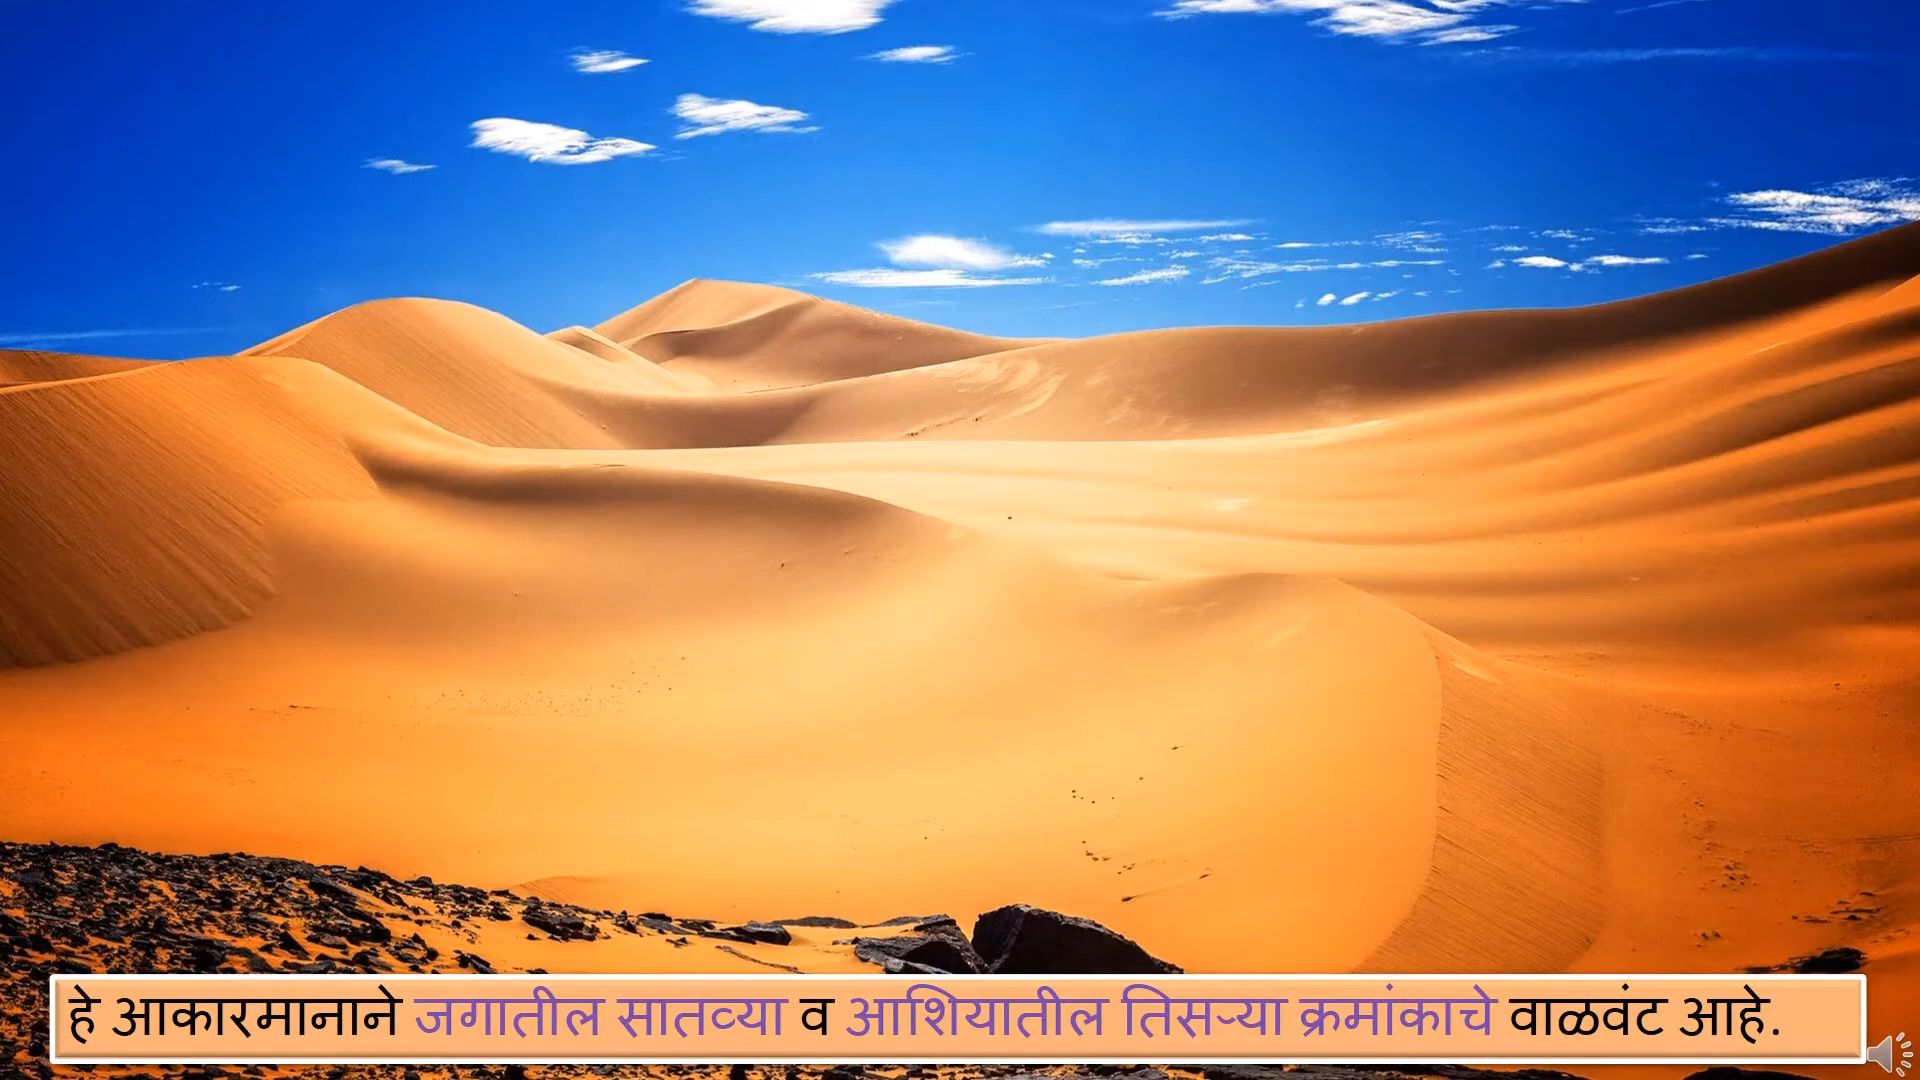 हे आकारमानाने जगातील सातव्या व आशियातील तिसऱ्या क्रमांकाचे वाळवंट आहे.